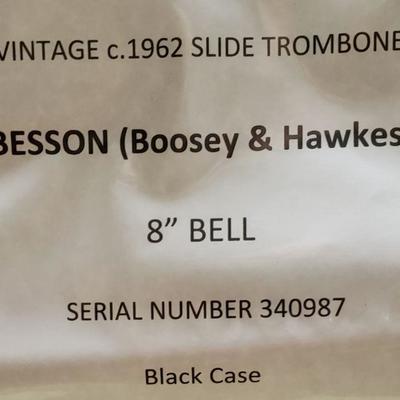 VINTAGE c.1962 SLIDE TROMBONE
BESSON (Boosey & Hawkes
8” BELL
SERIAL NUMBER 340987
Black Case